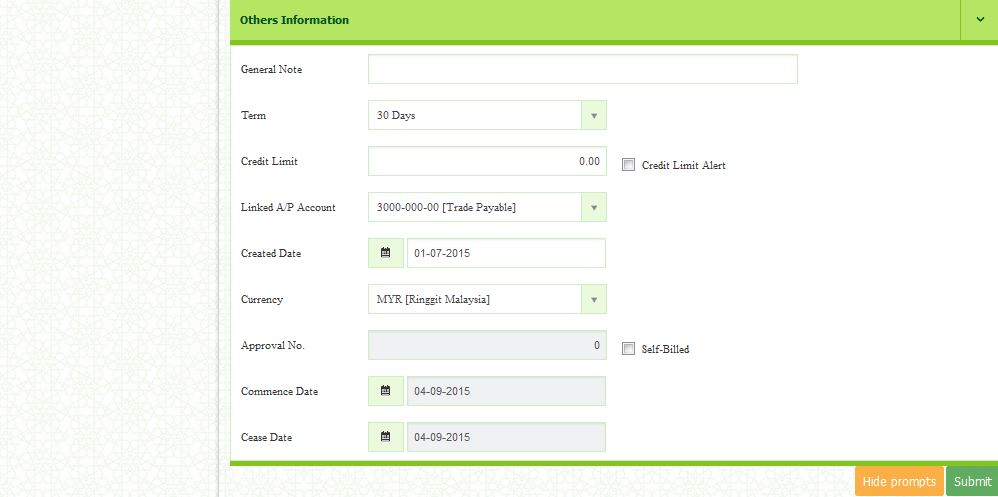 Others Information
General Note
Term 30 Days
Credit Limit 0.00 Credit Limit Alert
Linked A/P Account 3000-000-00 [Trade Payable]
Created Date 01-07-2015
Currency MYR [Ringgit Malaysia]
Approval No. 0 Self-Billed
Commence Date 04-09-2015
Cease Date 04-09-2015
Hide prompts Submit